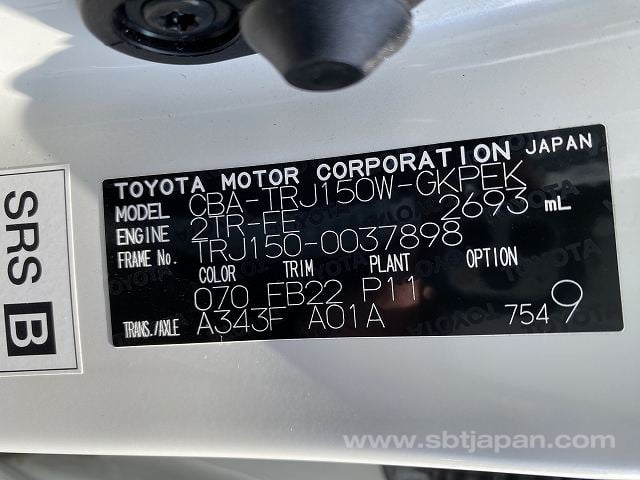 TOYOTA MOTOR CORPORATION JAPAN
MODEL CBA-TRJ150W-GKPEK
ENGINE 2TR-FE 2693 mL
FRAME No. TRJ150-0037898
COLOR TRIM PLANT OPTION
070 FB22 P11
TRANS./AXLE A343F A01A 7549
SRS B
www.sbtjapan.com